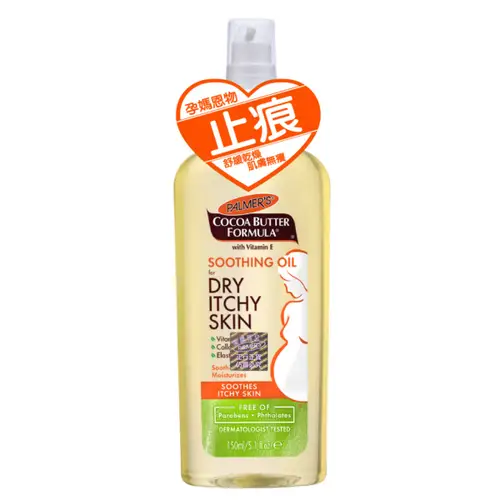 孕媽恩物
止痕
舒緩乾燥
肌膚無痕
PALMER'S®
COCOA BUTTER
FORMULA®
with Vitamin E
SOOTHING OIL
for
DRY
ITCHY
SKIN
Moisturizes
SOOTHES
ITCHY SKIN
FREE OF
Parabens • Phthalates
DERMATOLOGIST TESTED
150ml/5.1 fl.oz